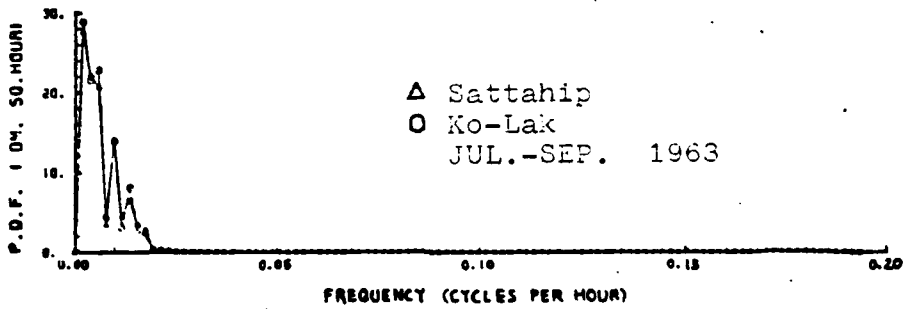 P.D.F. ( DM. SQ.HOUR)
30.
20.
10.
0.
Δ Sattahip
O Ko-Lak
JUL.-SEP. 1963
0.00 0.05 0.10 0.15 0.20
FREQUENCY (CYCLES PER HOUR)